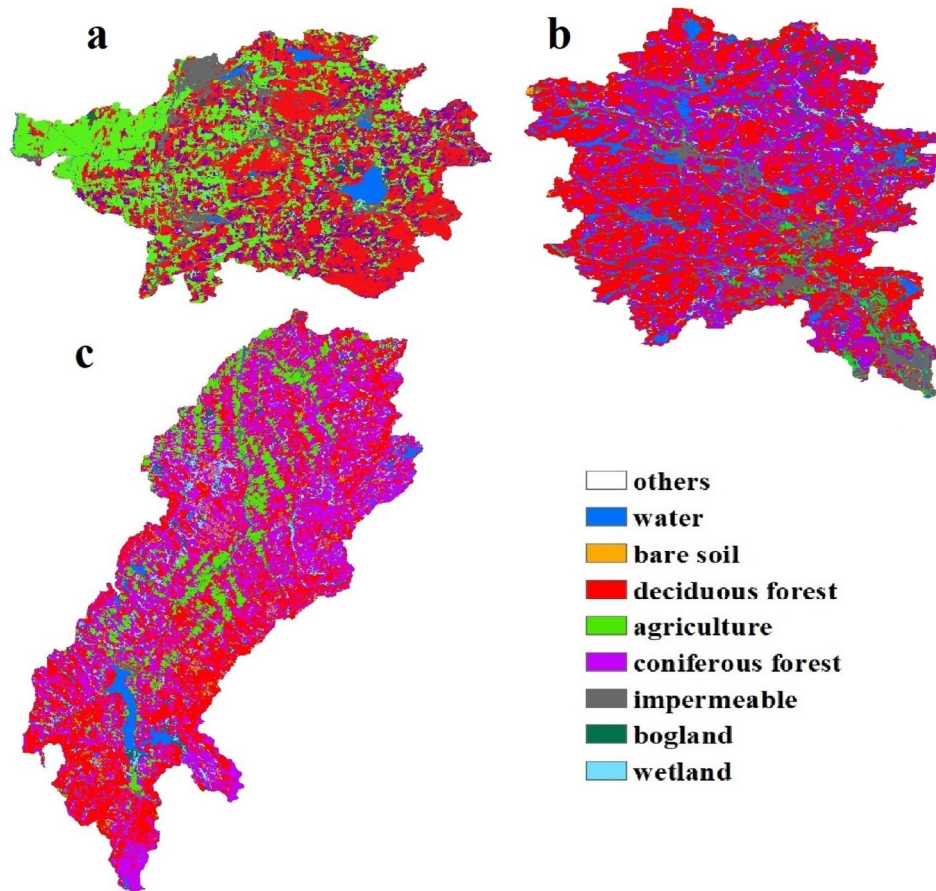 a
b
c
others
water
bare soil
deciduous forest
agriculture
coniferous forest
impermeable
bogland
wetland